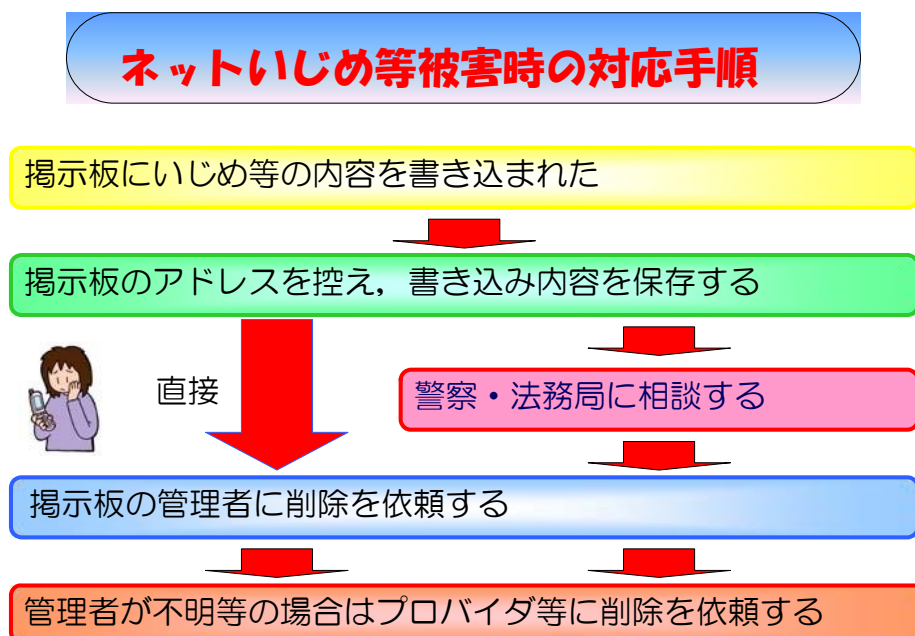 ネットいじめ等被害時の対応手順
掲示板にいじめ等の内容を書き込まれた
掲示板のアドレスを控え，書き込み内容を保存する
直接
警察・法務局に相談する
掲示板の管理者に削除を依頼する
管理者が不明等の場合はプロバイダ等に削除を依頼する